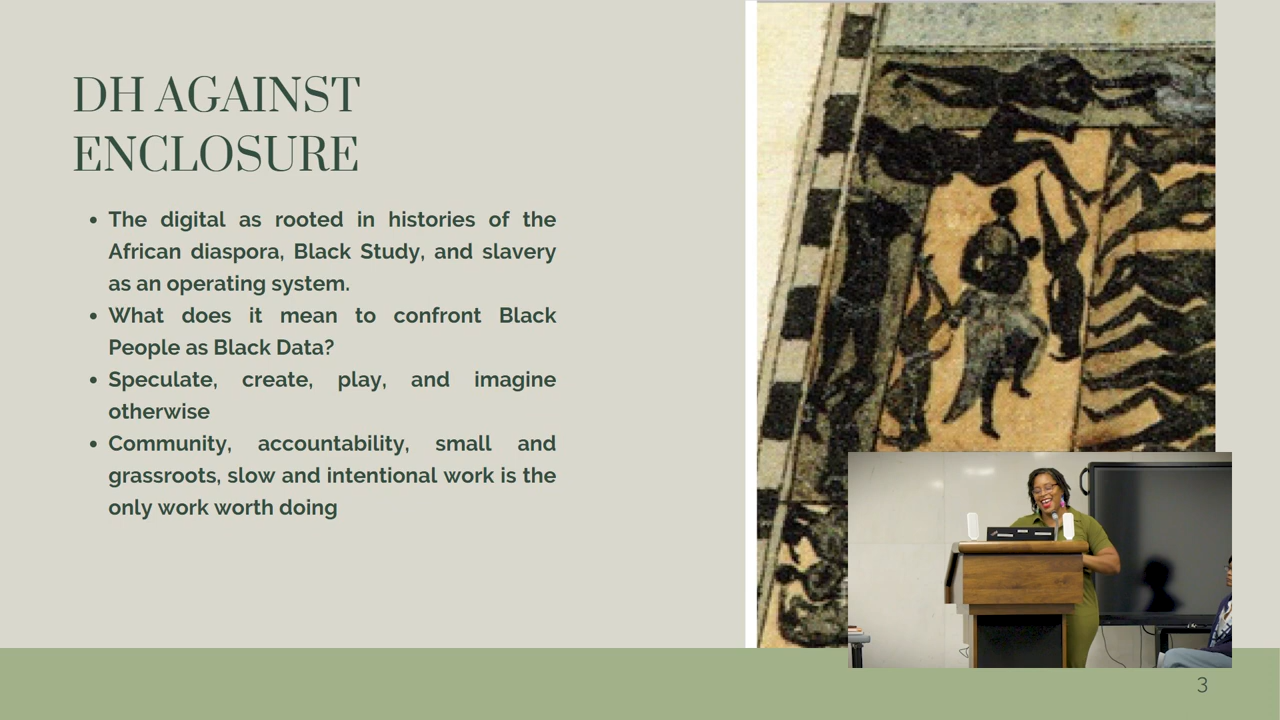 DH AGAINST
ENCLOSURE
• The digital as rooted in histories of the
African diaspora, Black Study, and slavery
as an operating system.
• What does it mean to confront Black
People as Black Data?
• Speculate, create, play, and imagine
otherwise
• Community, accountability, small and
grassroots, slow and intentional work is the
only work worth doing
3